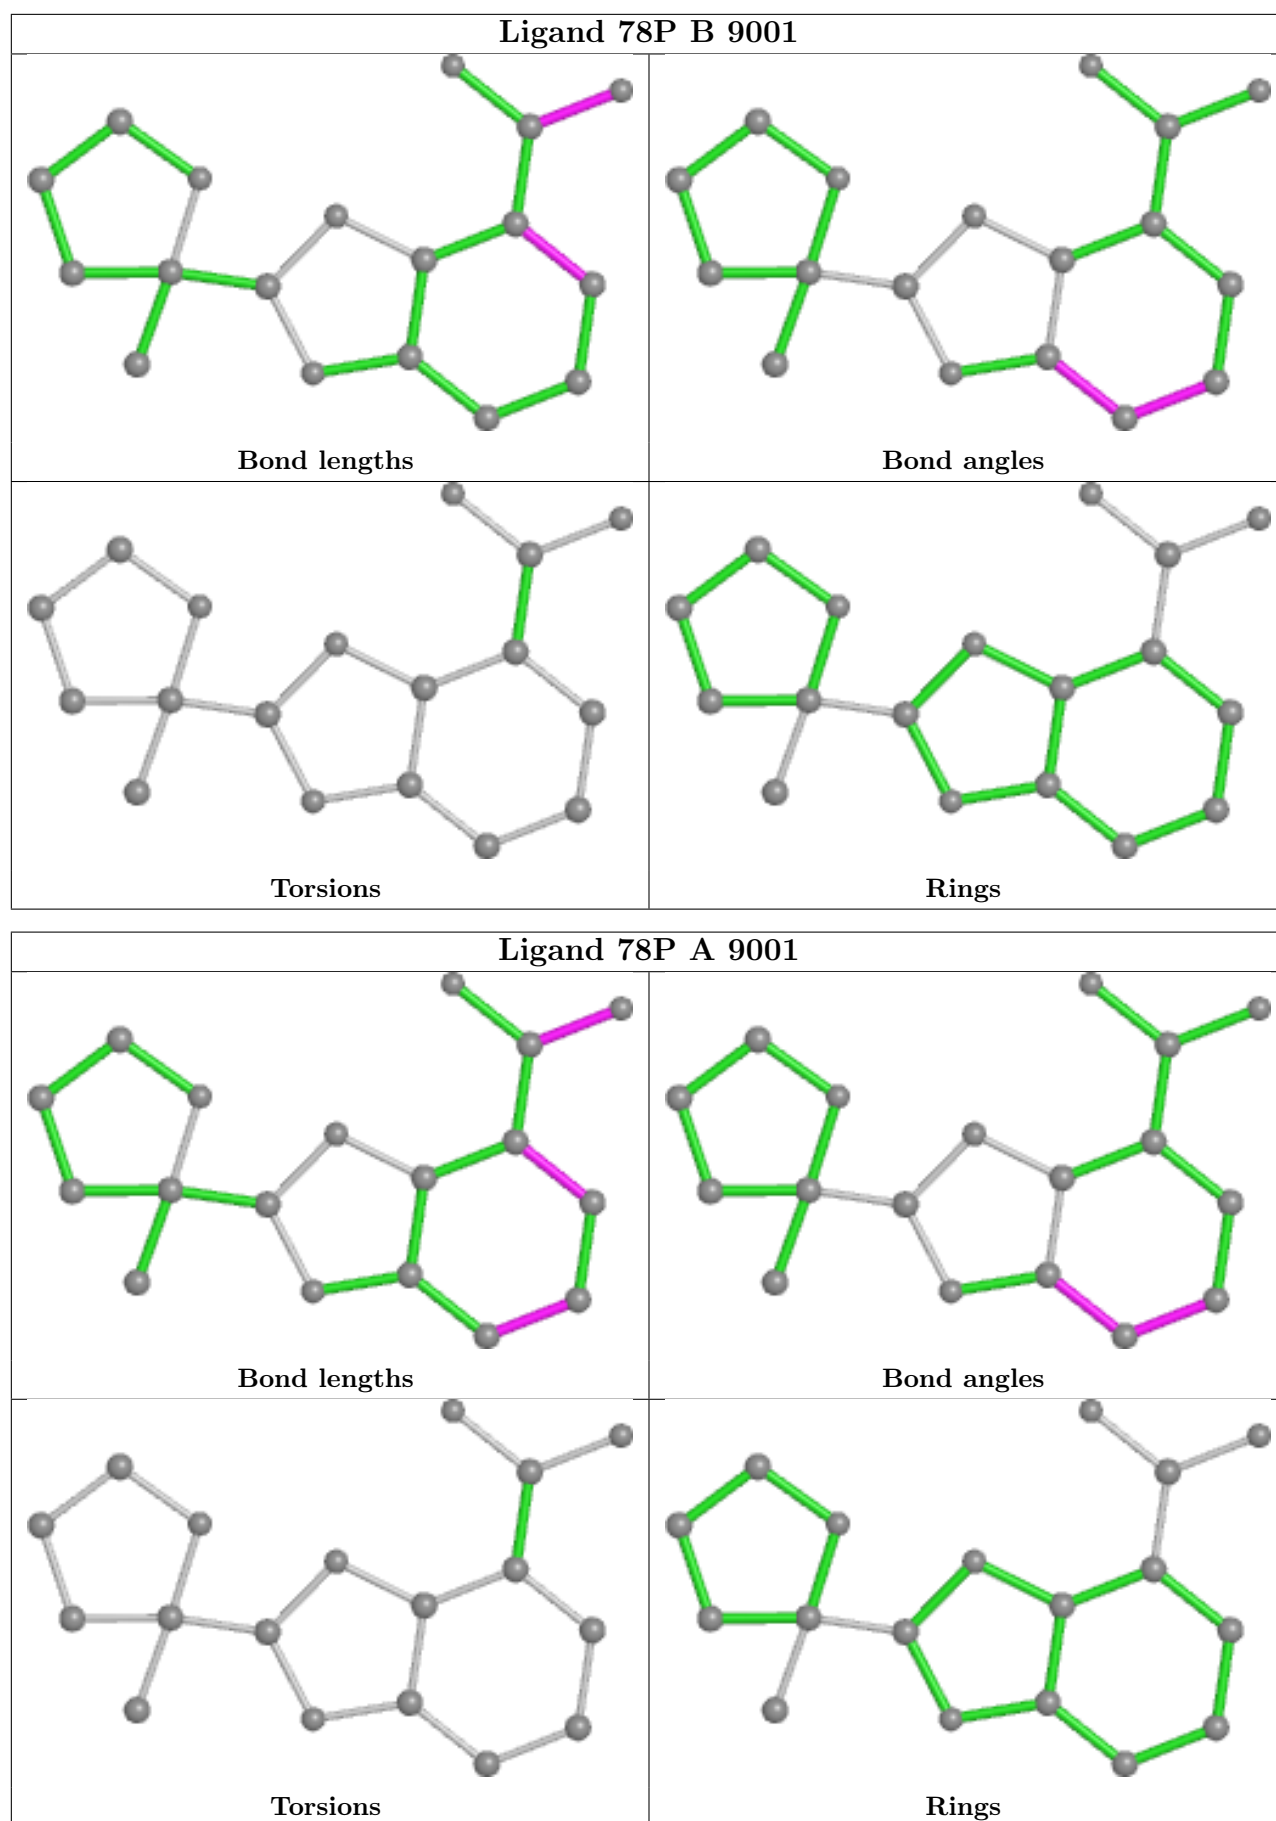 Ligand 78P B 9001
Bond lengths
Bond angles
Torsions
Rings
Ligand 78P A 9001
Bond lengths
Bond angles
Torsions
Rings